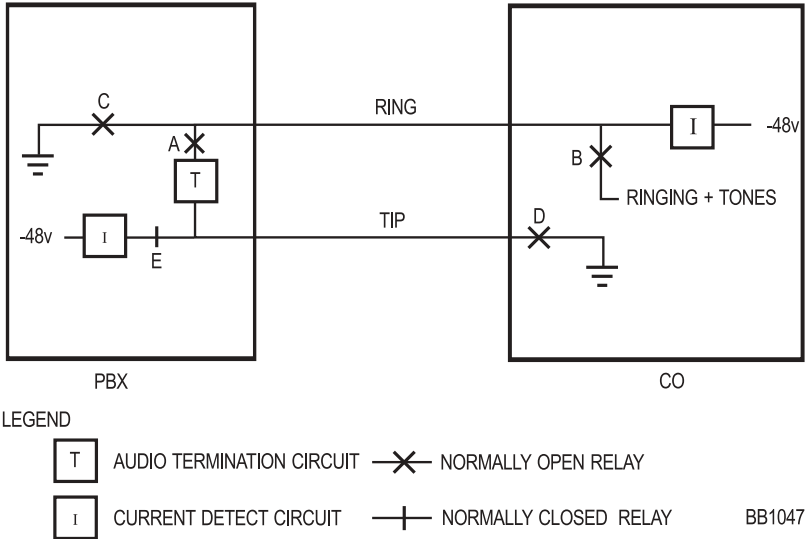 C
RING
A
I
-48v
T
B
RINGING + TONES
TIP
D
-48v
I
E
PBX
CO
LEGEND
T
AUDIO TERMINATION CIRCUIT
NORMALLY OPEN RELAY
I
CURRENT DETECT CIRCUIT
NORMALLY CLOSED RELAY
BB1047